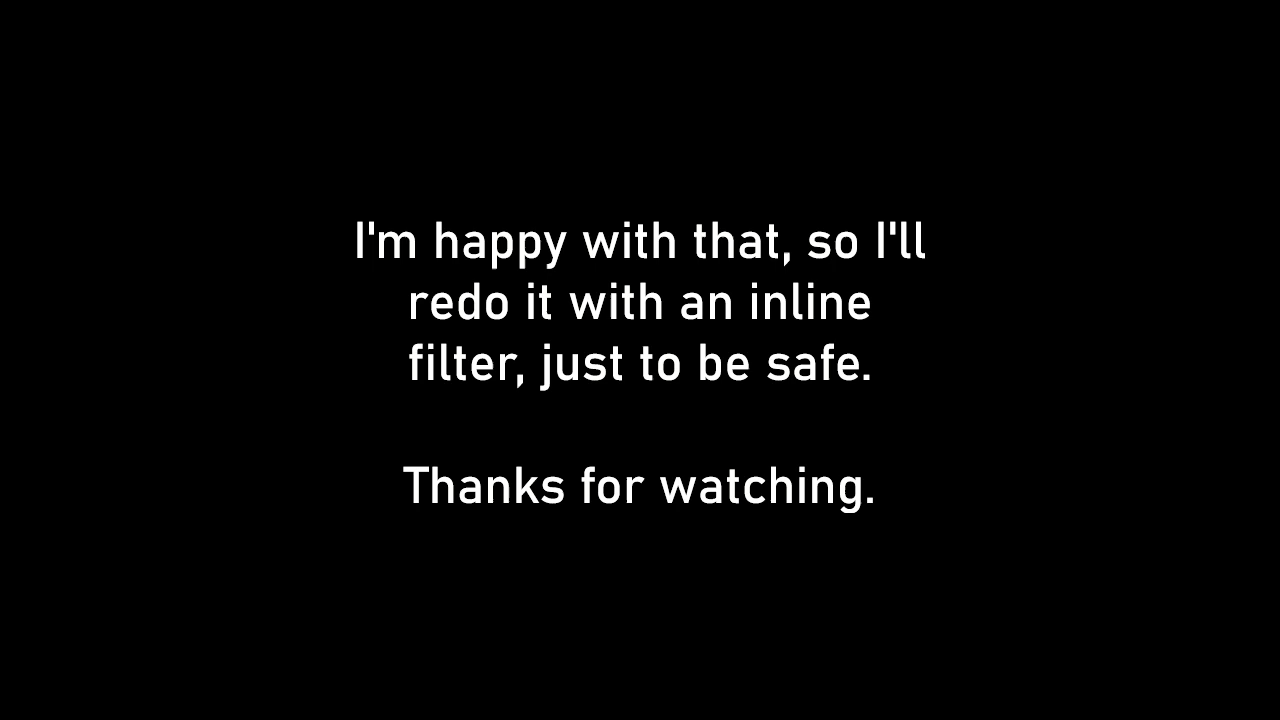 I'm happy with that, so I'll
redo it with an inline
filter, just to be safe.
Thanks for watching.